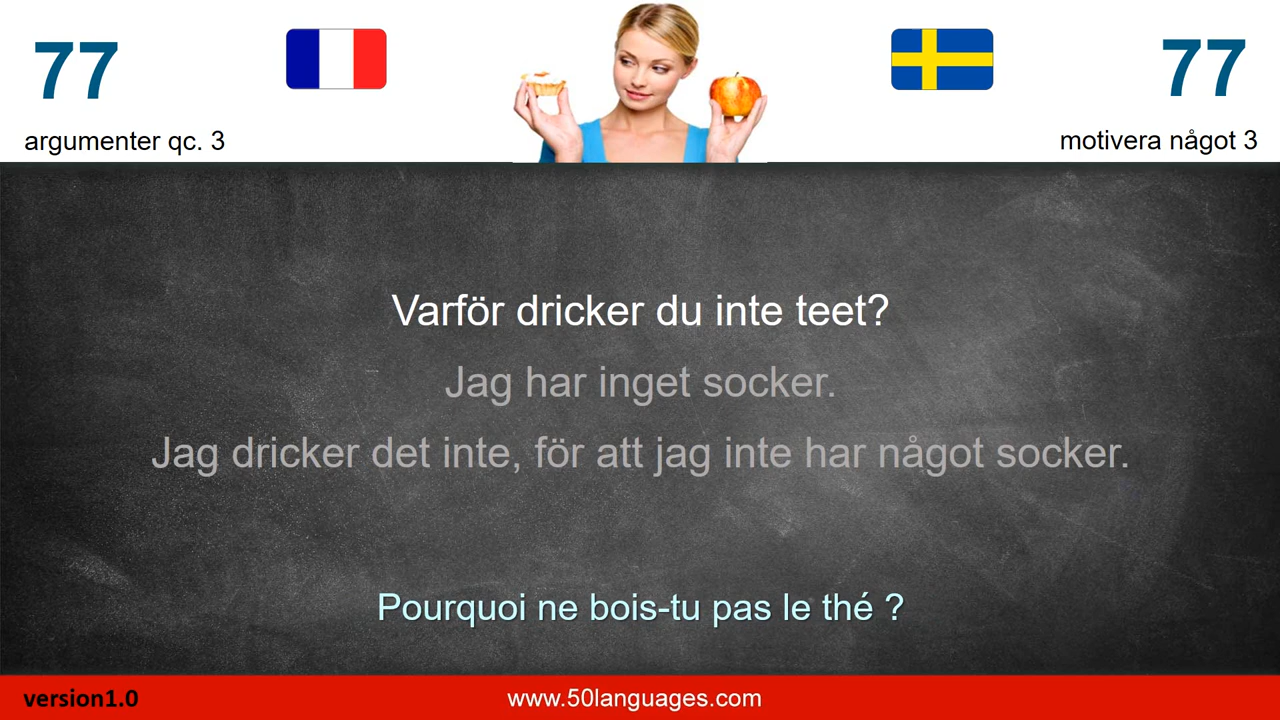 77
77
argumenter qc. 3
motivera något 3
Varför dricker du inte teet?
Jag har inget socker.
Jag dricker det inte, för att jag inte har något socker.
Pourquoi ne bois-tu pas le thé ?
version1.0
www.50languages.com